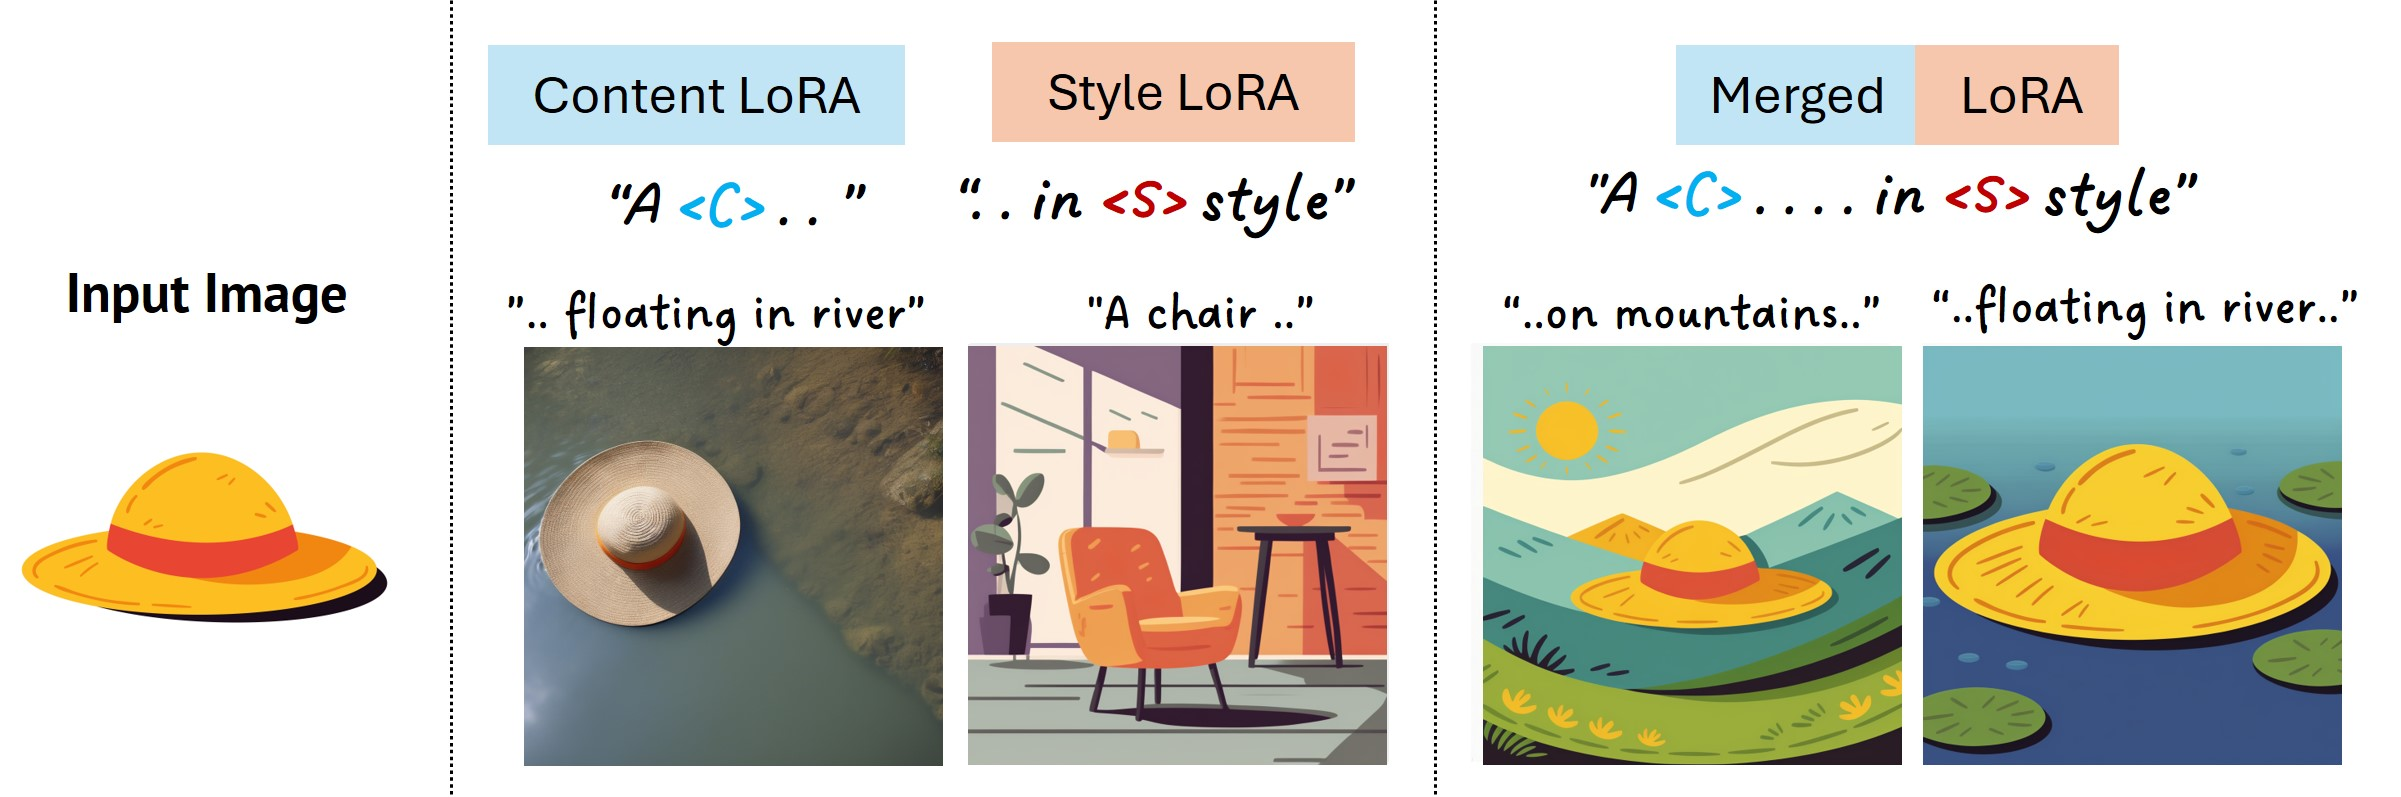 Input Image
Content LoRA
"A <C> . . "
".. floating in river"
Style LoRA
". . in <S> style"
"A chair .."
Merged LoRA
"A <C> . . . . in <S> style"
"..on mountains.."
"..floating in river.."